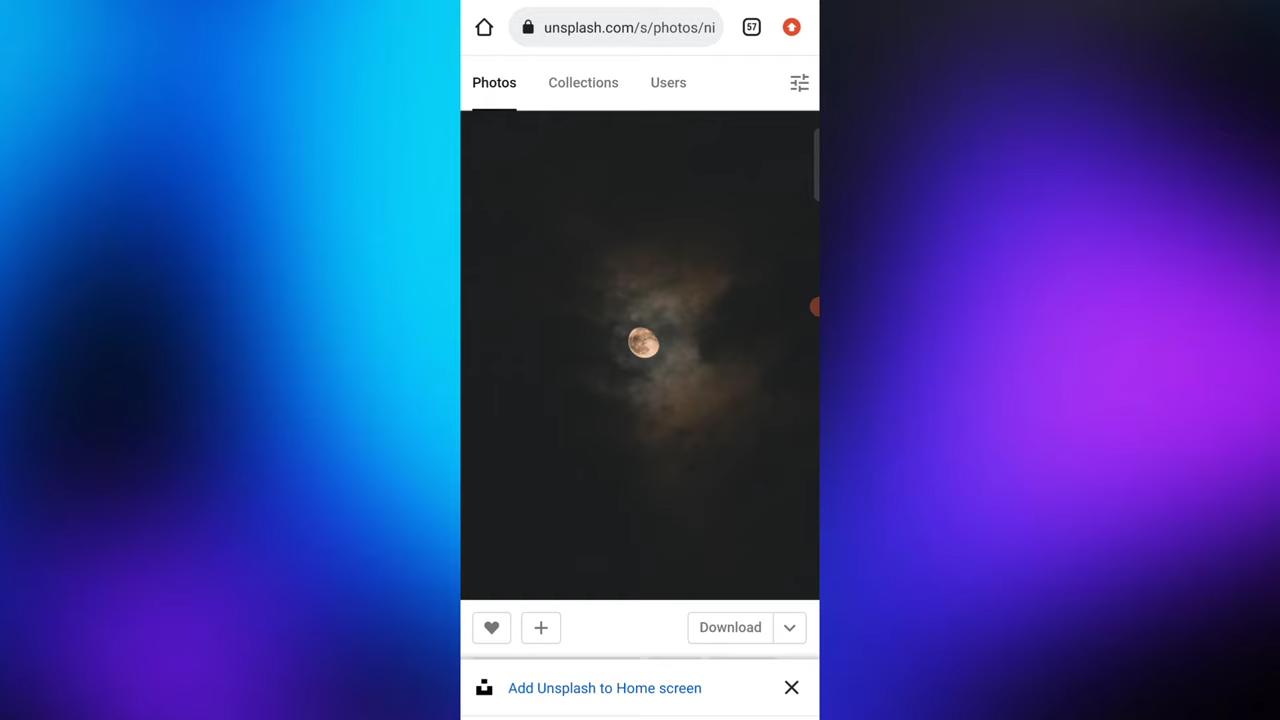 unsplash.com/s/photos/ni
57
Photos Collections Users
Download
Add Unsplash to Home screen